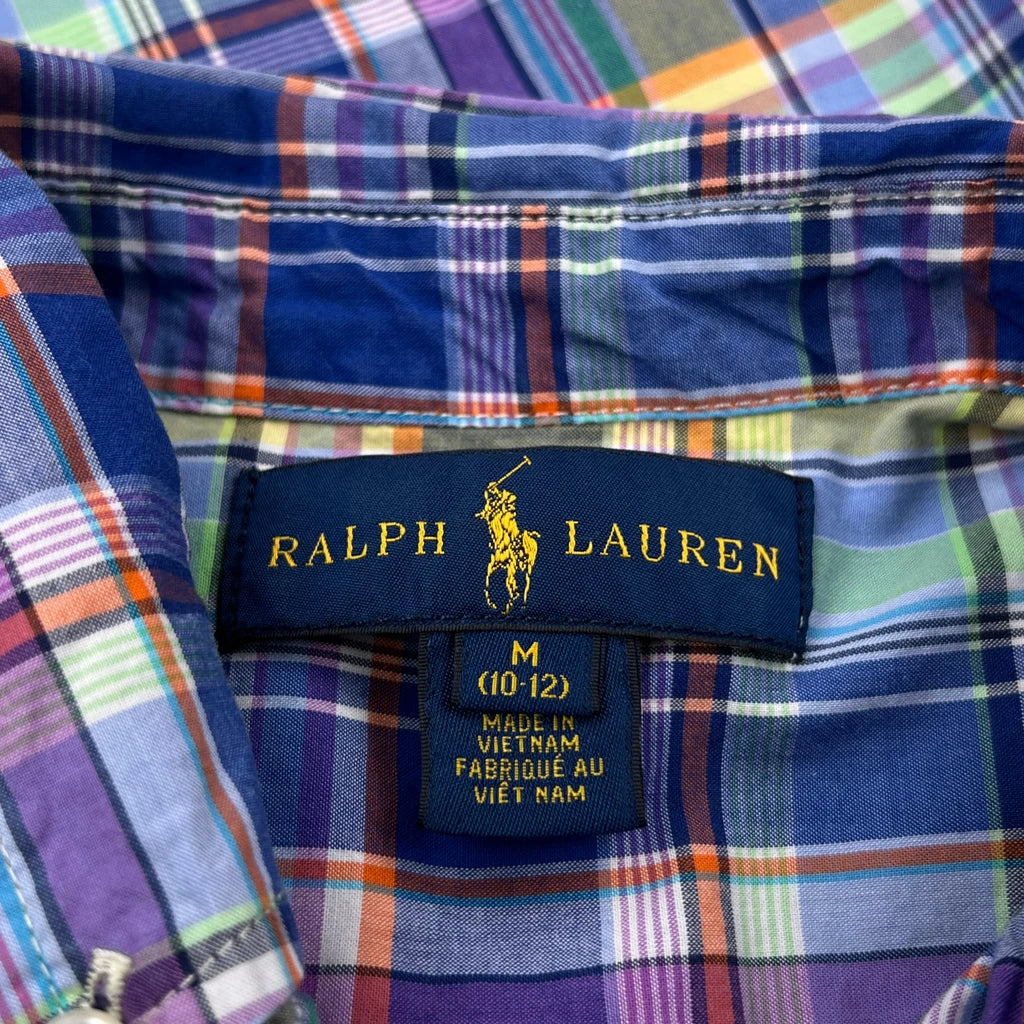 RALPH LAUREN
M
(10-12)
MADE IN
VIETNAM
FABRIQUÉ AU
VIÊT NAM